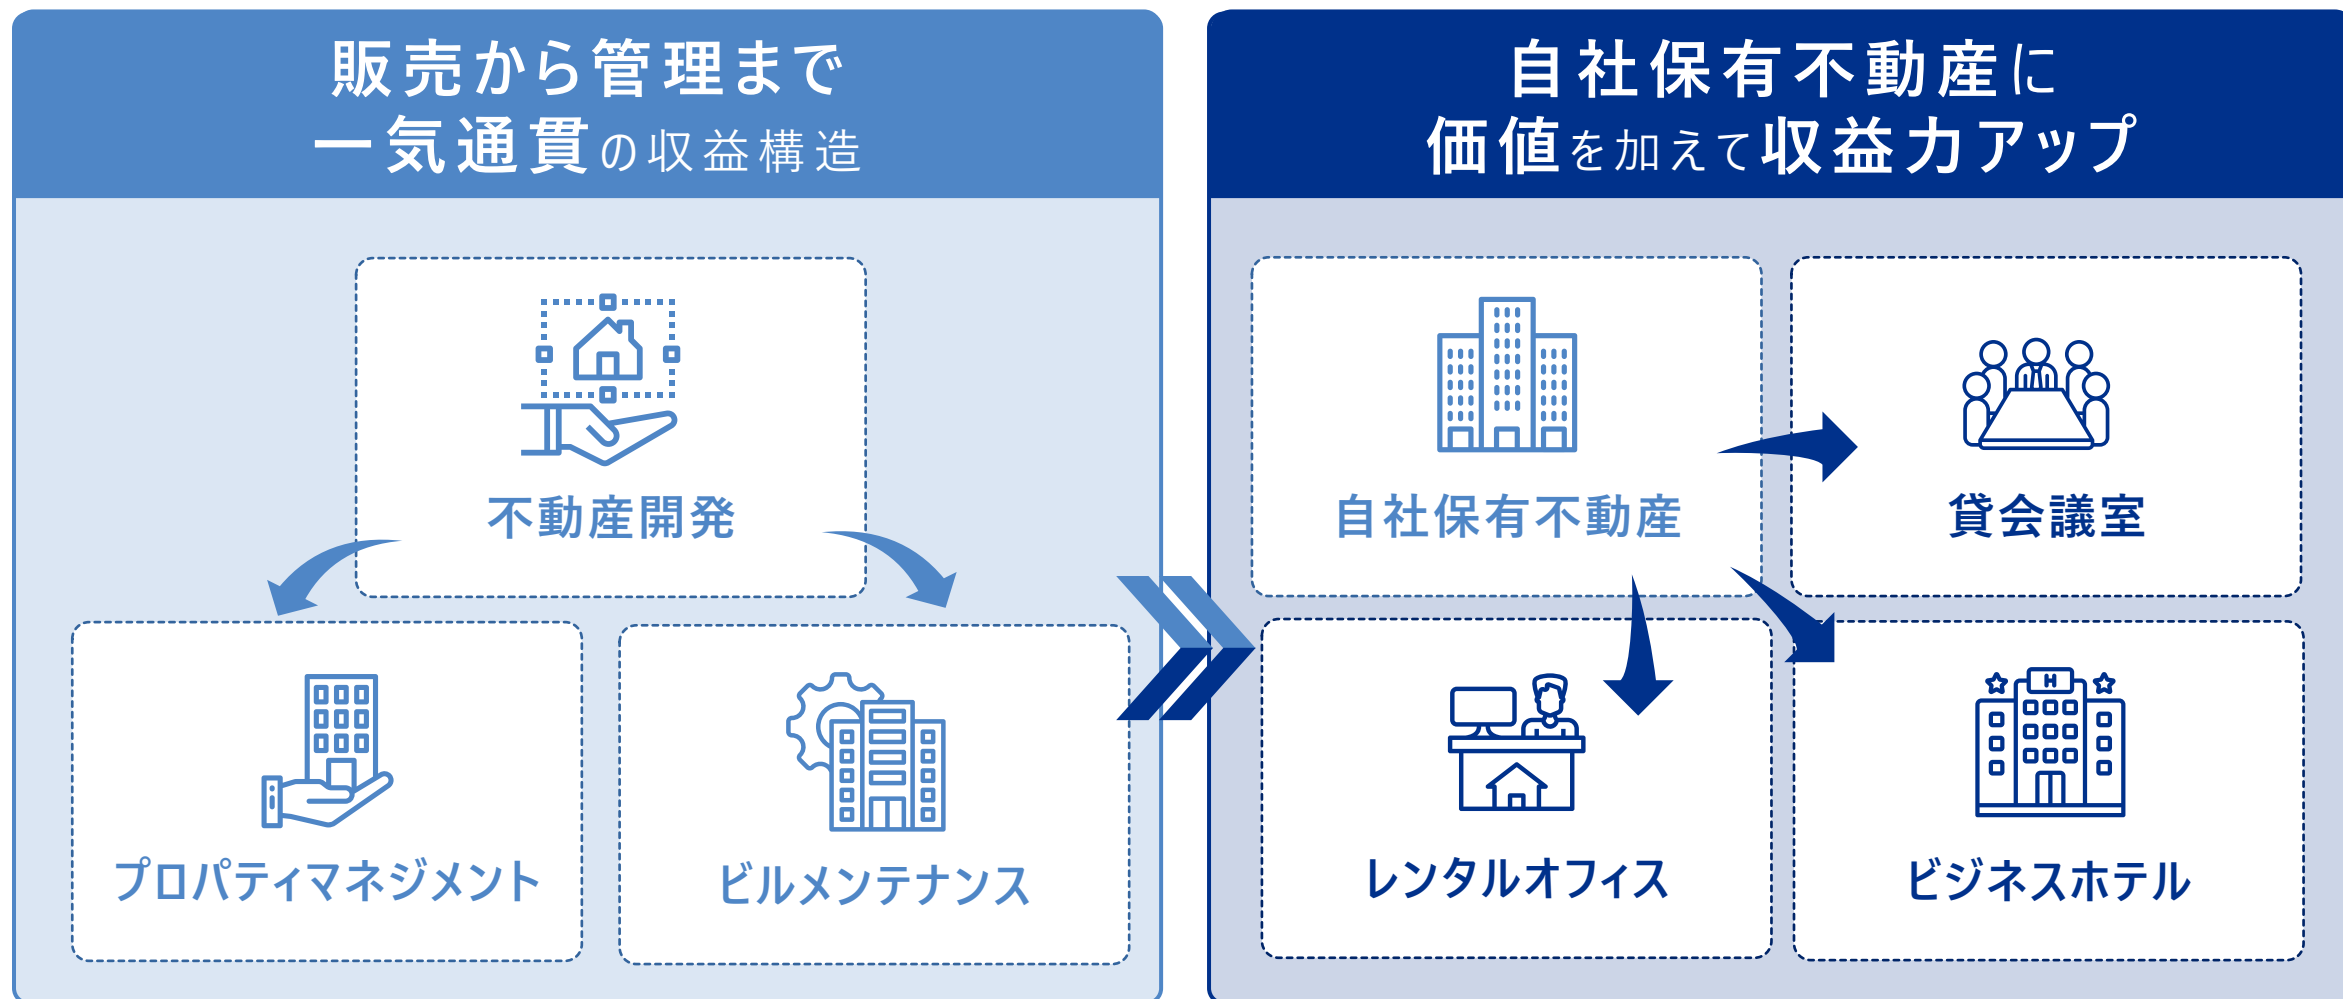 販売から管理まで
一気通貫の収益構造
不動産開発
プロパティマネジメント
ビルメンテナンス
自社保有不動産に
価値を加えて収益力アップ
自社保有不動産
貸会議室
レンタルオフィス
H
ビジネスホテル